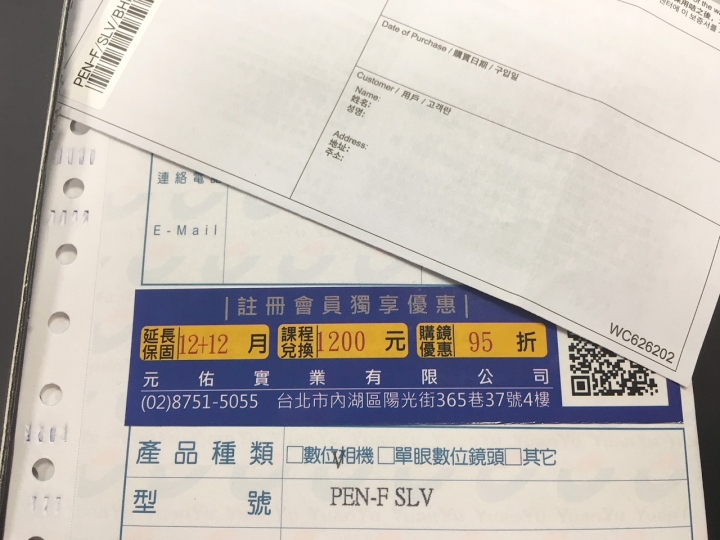 PEN-F/SLV/BH
Date of Purchase / 購買日期 / 구입일
Customer / 用戶 / 고객란
Name:
姓名:
성명:
Address:
地址:
주소:
WC626202
連絡電話
E-Mail
|註冊會員獨享優惠|
延長保固 12+12 月 課程兌換 1200 元 購鏡優惠 95 折
元佑實業有限公司
(02)8751-5055 台北市內湖區陽光街365巷37號4樓
產品種類 □數位相機 □單眼數位鏡頭 □其它
V
型號 PEN-F SLV